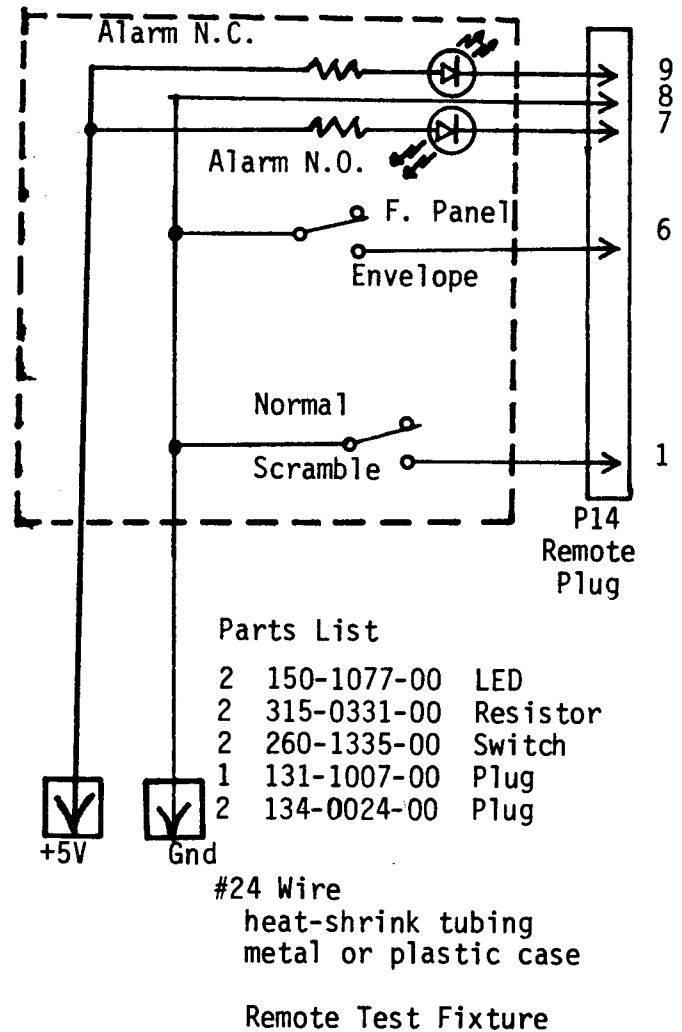 Alarm N.C.
9
8
7
Alarm N.O.
F. Panel
6
Envelope
Normal
Scramble
1
P14
Remote
Plug
Parts List
2 150-1077-00 LED
2 315-0331-00 Resistor
2 260-1335-00 Switch
1 131-1007-00 Plug
2 134-0024-00 Plug
+5V
Gnd
#24 Wire
heat-shrink tubing
metal or plastic case
Remote Test Fixture